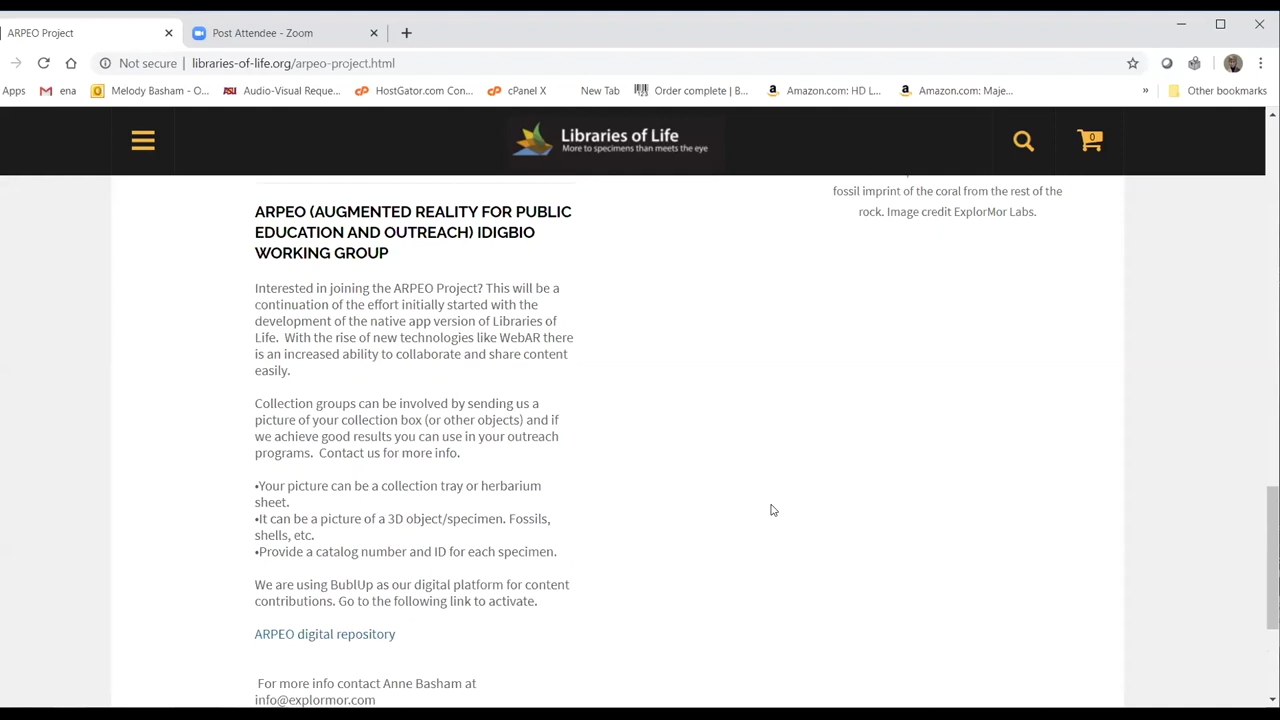 ARPEO Project
Post Attendee - Zoom
Not secure
libraries-of-life.org/arpeo-project.html
Apps
ena
Melody Basham - O...
ASU Audio-Visual Reque...
HostGator.com Con...
cPanel X
New Tab
Order complete | B...
Amazon.com: HD L...
Amazon.com: Maje...
»
Other bookmarks
Libraries of Life
More to specimens than meets the eye
0
fossil imprint of the coral from the rest of the
rock. Image credit ExplorMor Labs.
ARPEO (AUGMENTED REALITY FOR PUBLIC
EDUCATION AND OUTREACH) IDIGBIO
WORKING GROUP
Interested in joining the ARPEO Project? This will be a
continuation of the effort initially started with the
development of the native app version of Libraries of
Life.  With the rise of new technologies like WebAR there
is an increased ability to collaborate and share content
easily.
Collection groups can be involved by sending us a
picture of your collection box (or other objects) and if
we achieve good results you can use in your outreach
programs.  Contact us for more info.
•Your picture can be a collection tray or herbarium
sheet.
•It can be a picture of a 3D object/specimen. Fossils,
shells, etc.
•Provide a catalog number and ID for each specimen.
We are using BublUp as our digital platform for content
contributions. Go to the following link to activate.
ARPEO digital repository
For more info contact Anne Basham at
info@explormor.com